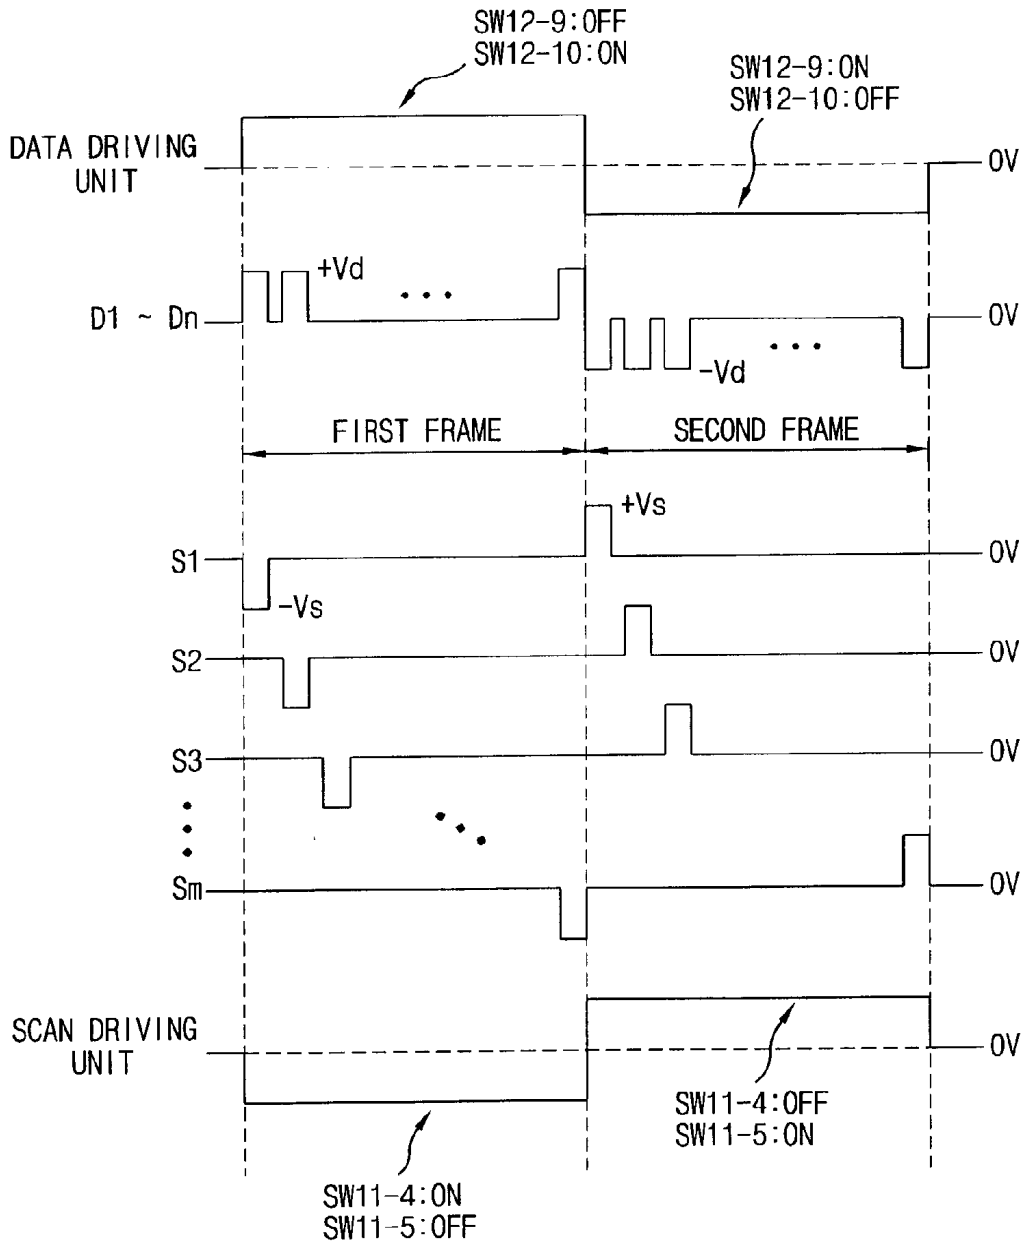 SW12-9:OFF
SW12-10:ON
SW12-9:ON
SW12-10:OFF
DATA DRIVING
UNIT
0V
+Vd
D1 ~ Dn
0V
-Vd
FIRST FRAME
SECOND FRAME
+Vs
S1
0V
-Vs
S2
0V
S3
0V
Sm
0V
SCAN DRIVING
UNIT
0V
SW11-4:OFF
SW11-5:ON
SW11-4:ON
SW11-5:OFF